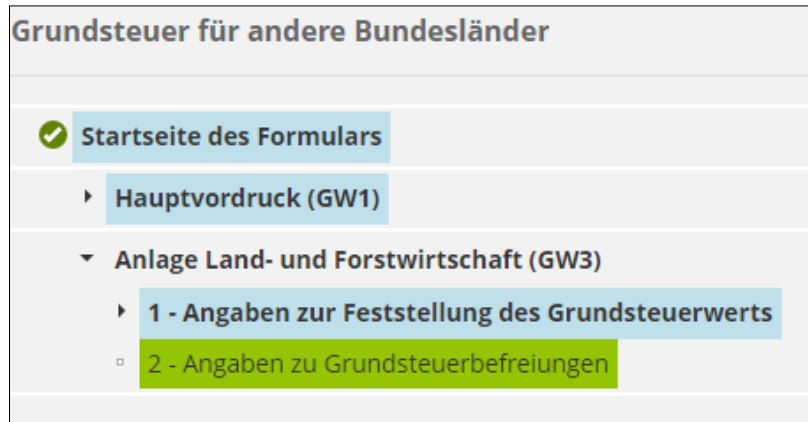 Grundsteuer für andere Bundesländer
Startseite des Formulars
Hauptvordruck (GW1)
Anlage Land- und Forstwirtschaft (GW3)
1 - Angaben zur Feststellung des Grundsteuerwerts
2 - Angaben zu Grundsteuerbefreiungen